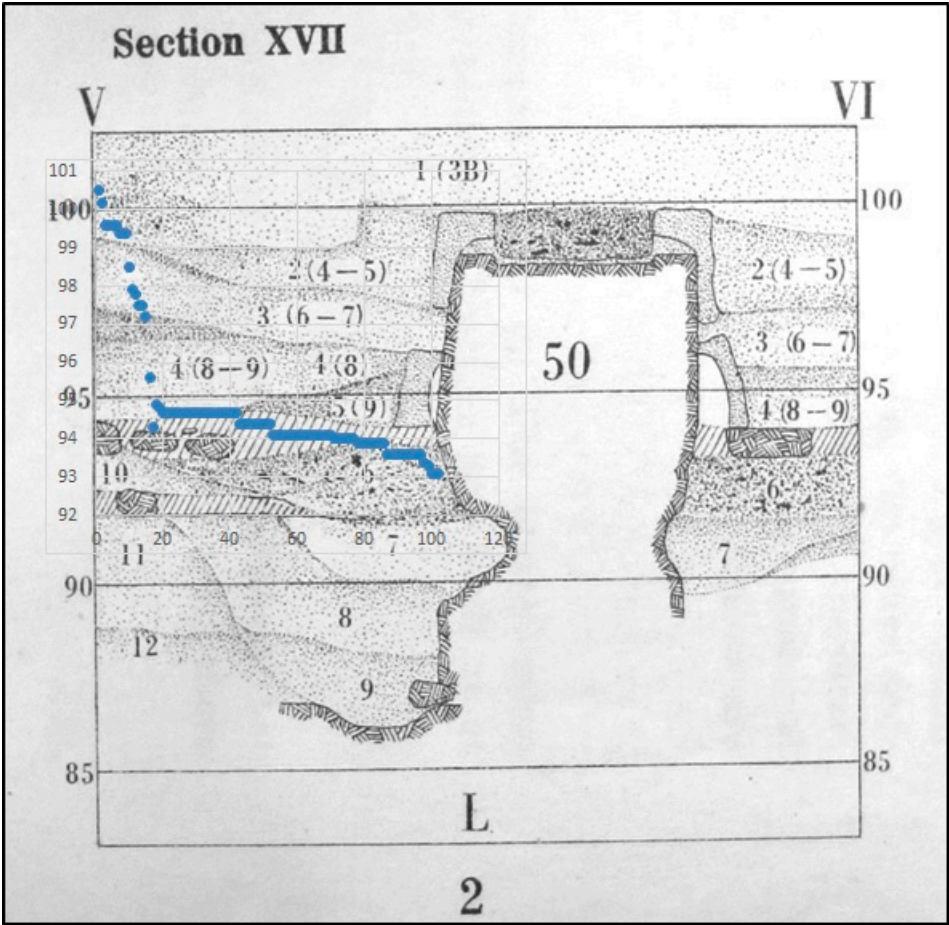 Section XVII
V VI
101
1 (3B)
100 100 100
99
2 (4 – 5) 2 (4 – 5)
98
97 3 (6 – 7) 3 (6 – 7)
96 4 (8 – 9) 4 (8) 50
95 95 95
5 (9) 4 (8 – 9)
94
93 10 6 6
92
0 20 40 60 80 100 120
11 7 7
90 90
8
12
9
85 85
L
2